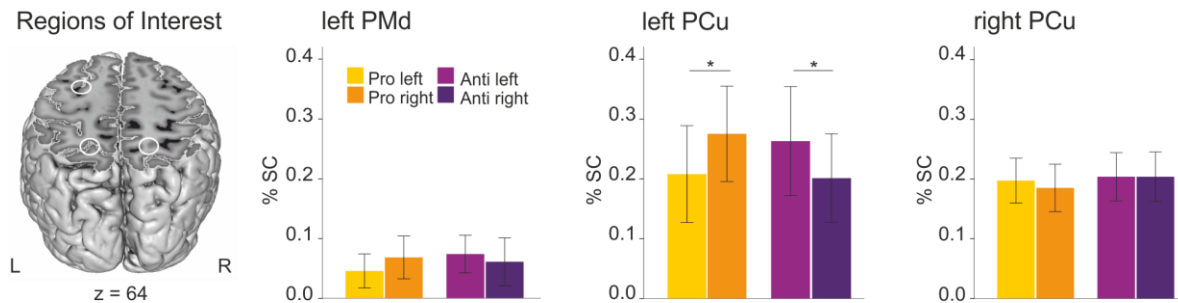 Regions of Interest
L
R
z = 64
left PMd
% SC
0.4
0.3
0.2
0.1
0.0
Pro left
Pro right
Anti left
Anti right
left PCu
% SC
0.4
0.3
0.2
0.1
0.0
*
*
right PCu
% SC
0.4
0.3
0.2
0.1
0.0